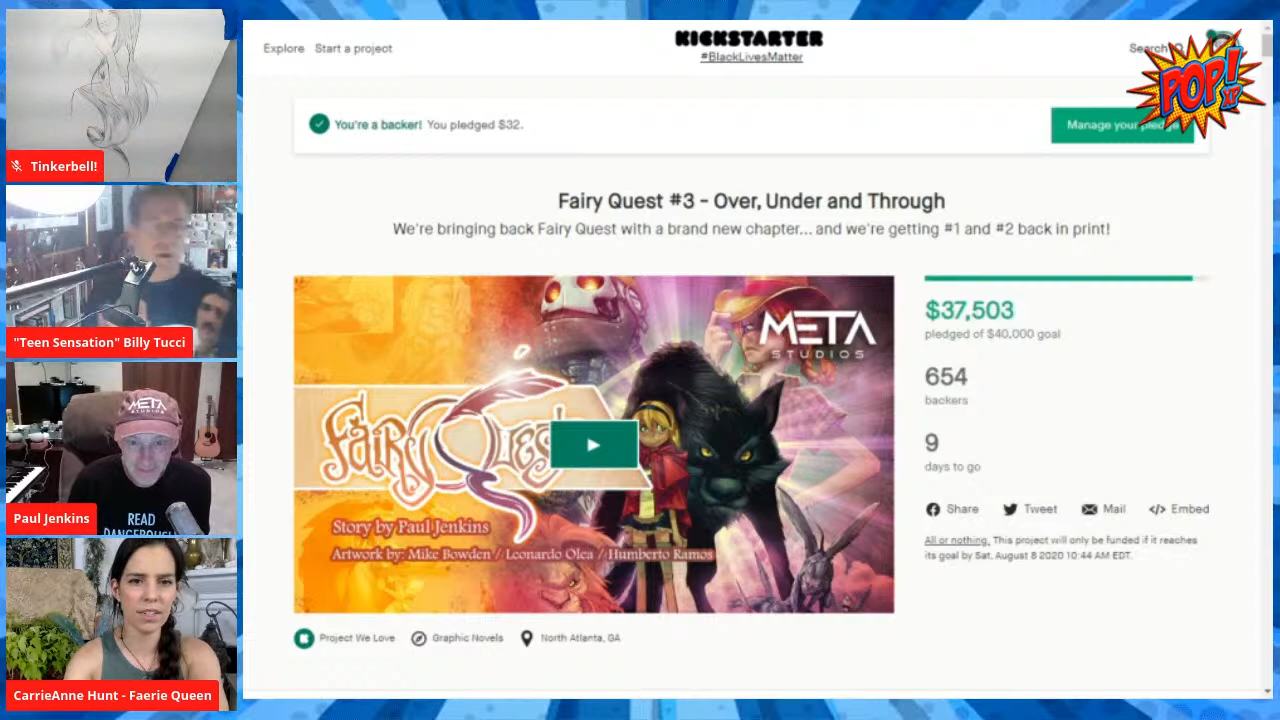 Tinkerbell!
"Teen Sensation" Billy Tucci
META
STUDIOS
READ
DANGEROUSLY
Paul Jenkins
CarrieAnne Hunt - Faerie Queen
Explore Start a project
KICKSTARTER
#BlackLivesMatter
Search
POP!
XP
You're a backer! You pledged $32.
Manage your pledge
Fairy Quest #3 - Over, Under and Through
We're bringing back Fairy Quest with a brand new chapter... and we're getting #1 and #2 back in print!
META
STUDIOS
FairyQuest
Story by Paul Jenkins
Artwork by: Mike Bowden / Leonardo Olea / Humberto Ramos
$37,503
pledged of $40,000 goal
654
backers
9
days to go
Share Tweet Mail </> Embed
All or nothing. This project will only be funded if it reaches
its goal by Sat, August 8 2020 10:44 AM EDT.
Project We Love Graphic Novels North Atlanta, GA